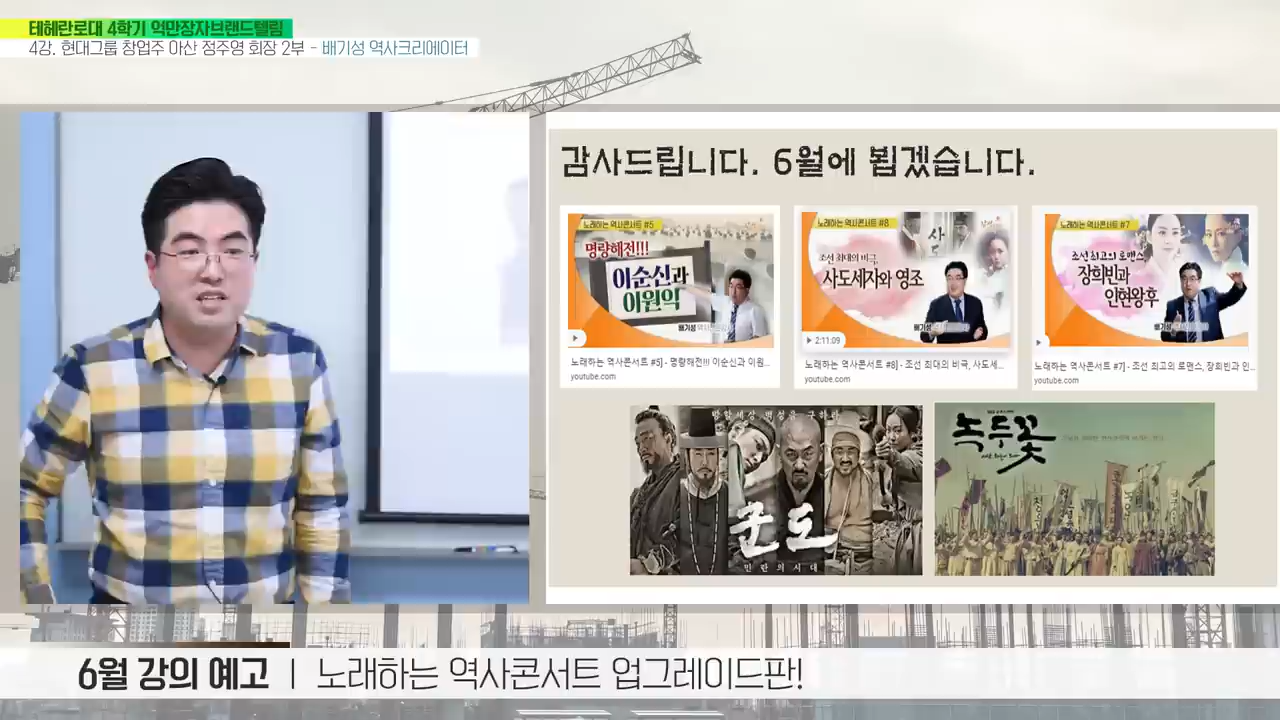 테헤란로대 4학기 억만장자브랜드텔링
4강. 현대그룹 창업주 아산 정주영 회장 2부 - 배기성 역사크리에이터
감사드립니다. 6월에 뵙겠습니다.
노래하는 역사콘서트 #5
명량해전!!!
이순신과
이원익
배기성
노래하는 역사콘서트 #5] - 명량해전!!! 이순신과 이원...
youtube.com
노래하는 역사콘서트 #8
사도
조선 최대의 비극,
사도세자와 영조
배기성
2:11:09
노래하는 역사콘서트 #8] - 조선 최대의 비극, 사도세...
youtube.com
노래하는 역사콘서트 #7
조선 최고의 로맨스
장희빈과
인현왕후
배기성
노래하는 역사콘서트 #7] - 조선 최고의 로맨스, 장희빈과 인...
youtube.com
망할 세상 백성을 구하라
군도
민란의 시대
녹두꽃
6월 강의 예고 | 노래하는 역사콘서트 업그레이드판!